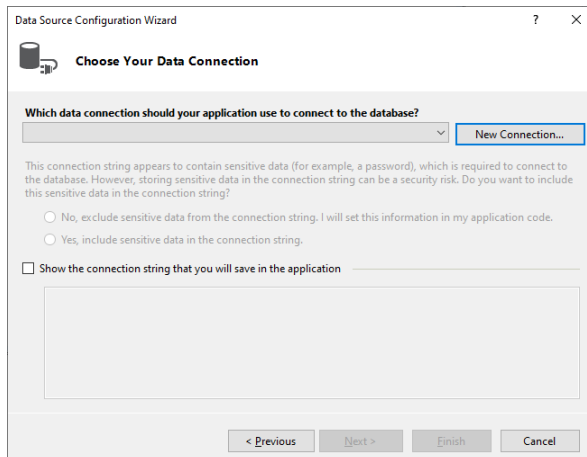 Data Source Configuration Wizard
?
Choose Your Data Connection
Which data connection should your application use to connect to the database?
New Connection...
This connection string appears to contain sensitive data (for example, a password), which is required to connect to
the database. However, storing sensitive data in the connection string can be a security risk. Do you want to include
this sensitive data in the connection string?
No, exclude sensitive data from the connection string. I will set this information in my application code.
Yes, include sensitive data in the connection string.
Show the connection string that you will save in the application
< Previous
Next >
Finish
Cancel